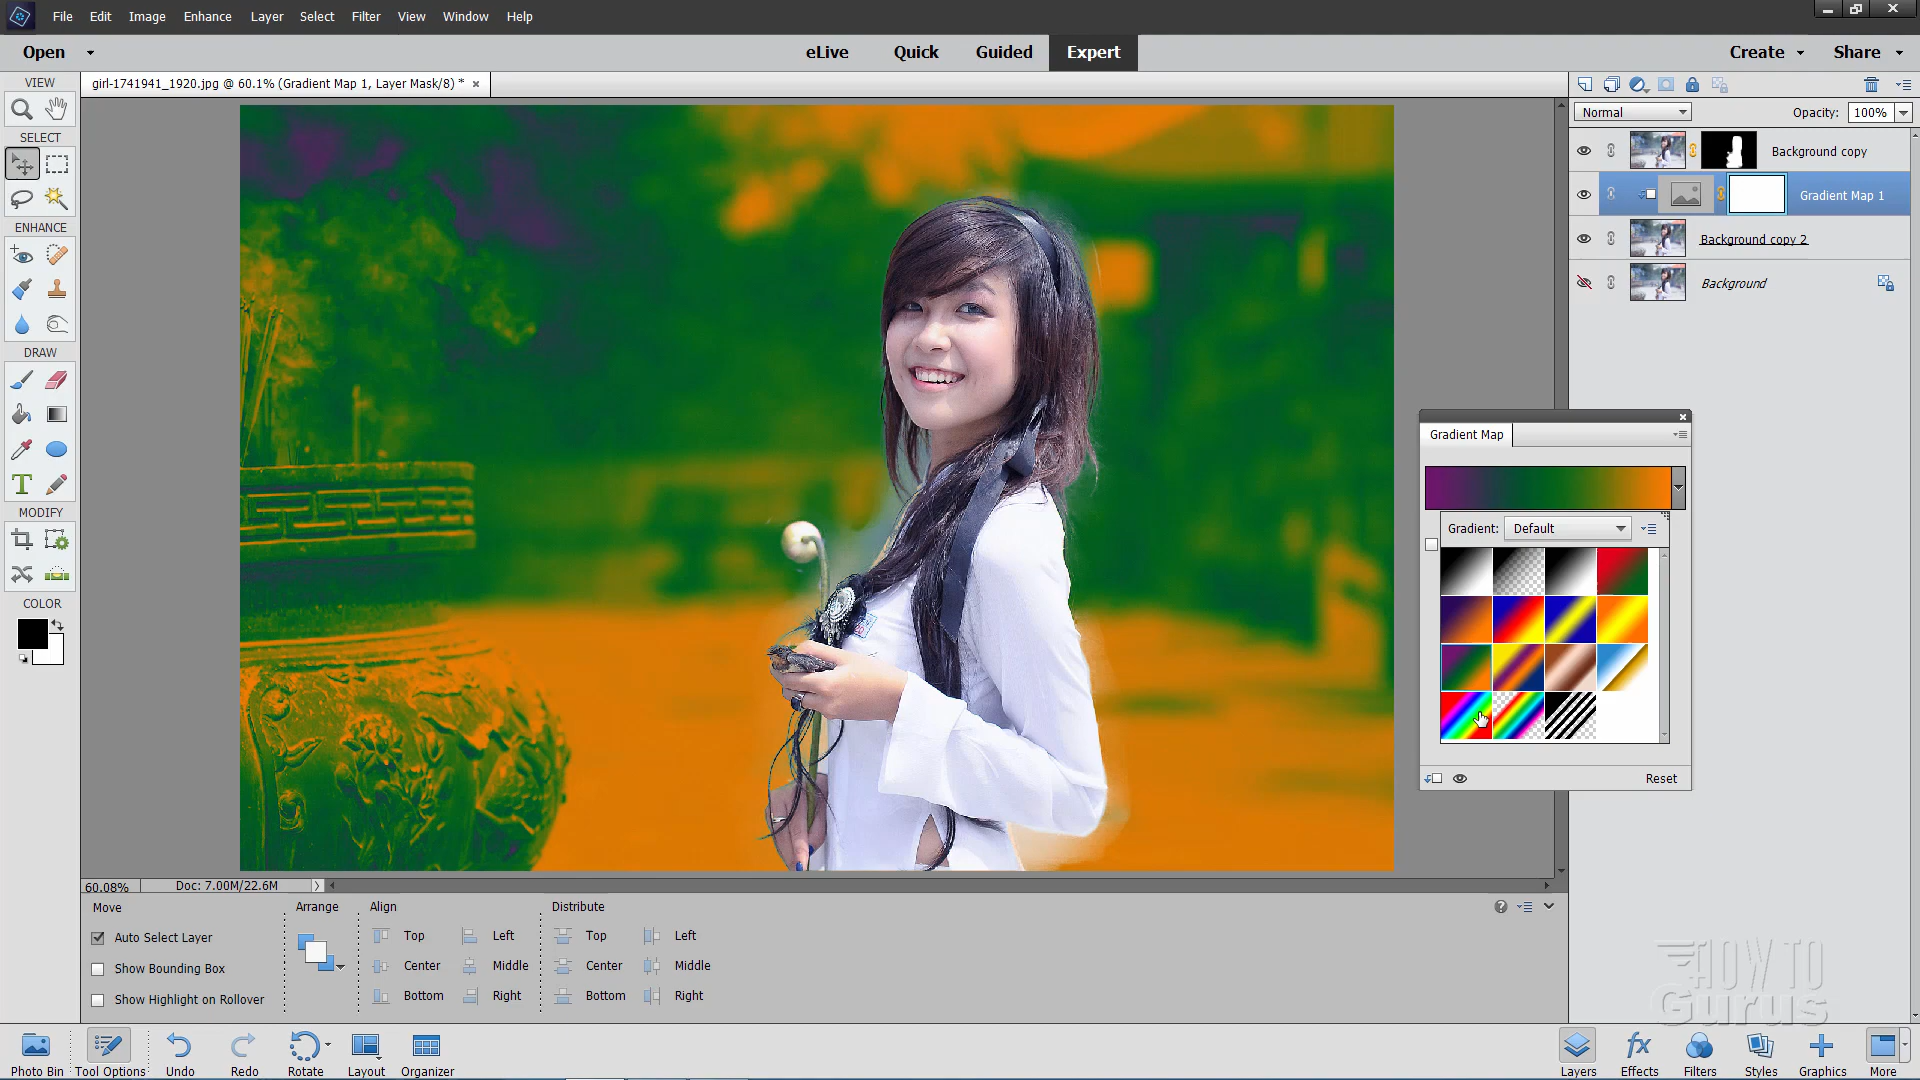 File Edit Image Enhance Layer Select Filter View Window Help
Open
eLive Quick Guided Expert
Create Share
VIEW
girl-1741941_1920.jpg @ 60.1% (Gradient Map 1, Layer Mask/8) *
Normal Opacity: 100%
SELECT
Background copy
Gradient Map 1
ENHANCE
Background copy 2
Background
DRAW
Gradient Map
MODIFY
Gradient: Default
COLOR
Reset
60.08% Doc: 7.00M/22.6M
Move Arrange Align Distribute
Auto Select Layer Top Left Top Left
Show Bounding Box Center Middle Center Middle
Show Highlight on Rollover Bottom Right Bottom Right
HOW TO
Gurus
Photo Bin Tool Options Undo Redo Rotate Layout Organizer
fx
Layers Effects Filters Styles Graphics More